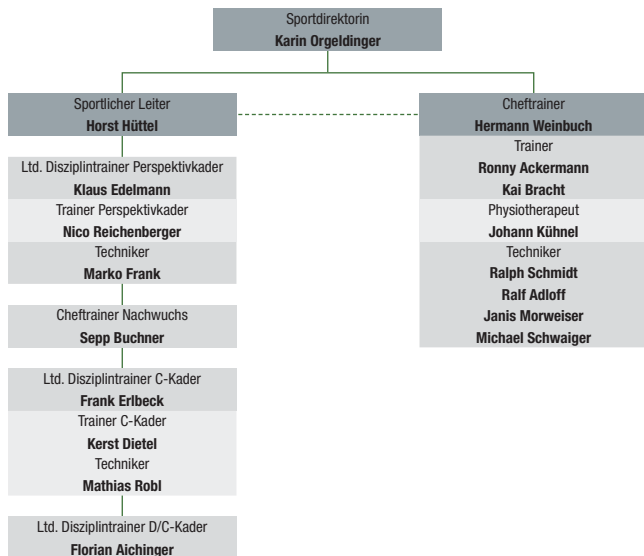 Sportdirektorin
Karin Orgeldinger
Sportlicher Leiter
Horst Hüttel
Ltd. Disziplintrainer Perspektivkader
Klaus Edelmann
Trainer Perspektivkader
Nico Reichenberger
Techniker
Marko Frank
Cheftrainer Nachwuchs
Sepp Buchner
Ltd. Disziplintrainer C-Kader
Frank Erlbeck
Trainer C-Kader
Kerst Dietel
Techniker
Mathias Robl
Ltd. Disziplintrainer D/C-Kader
Florian Aichinger
Cheftrainer
Hermann Weinbuch
Trainer
Ronny Ackermann
Kai Bracht
Physiotherapeut
Johann Kühnel
Techniker
Ralph Schmidt
Ralf Adloff
Janis Morweiser
Michael Schwaiger